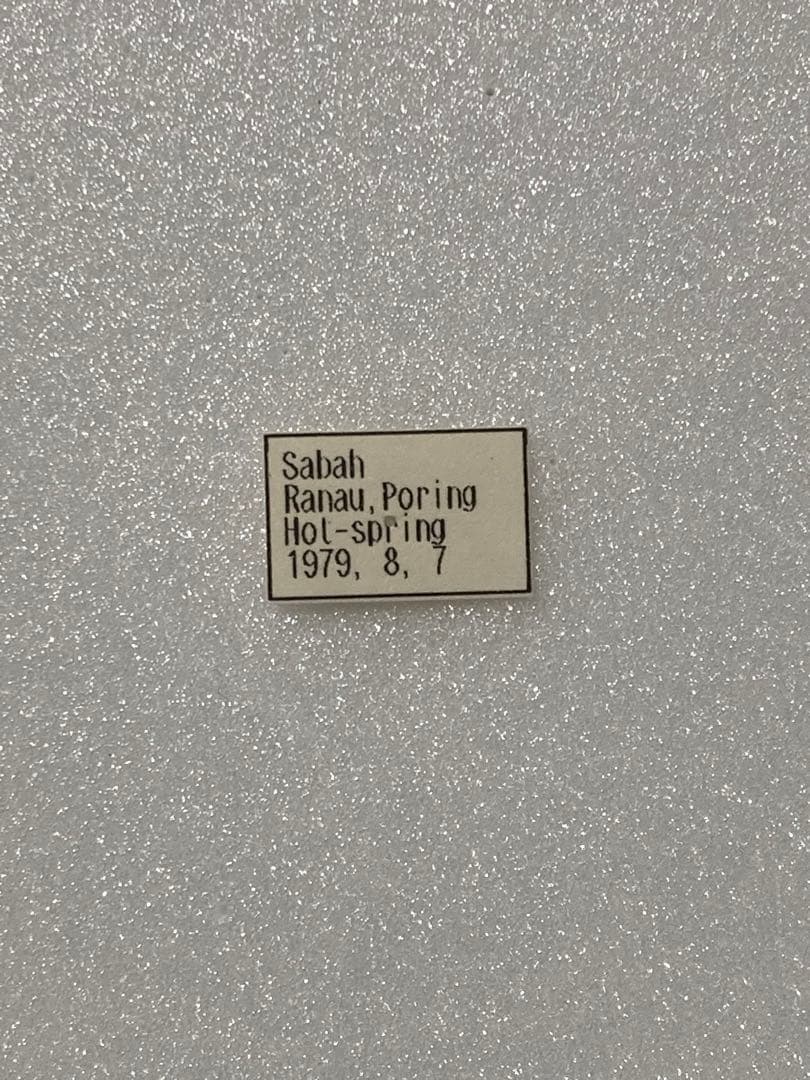 Sabah
Ranau, Poring
Hot-spring
1979, 8, 7